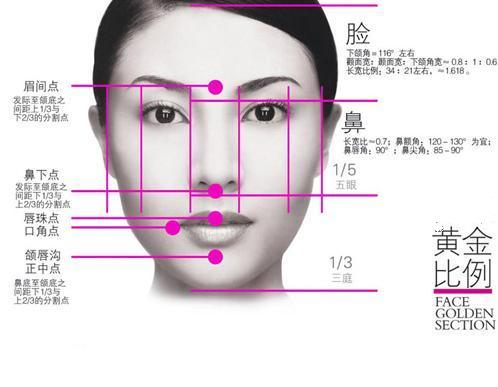 脸
下颌角=116° 左右
颧面宽：颧面宽：下颌角宽≈0.8：1：0.6
长宽比例；34：21左右，≈1.618 。
眉间点
发际至颌底之
间距上1/3与
下2/3的分割点
鼻
长宽比≈0.7；鼻额角：120-130° 为宜；
鼻唇角：90°；鼻尖角：85-90°
1/5
五眼
鼻下点
发际至颌底之
间距下1/3与
上2/3的分割点
唇珠点
口角点
颌唇沟
正中点
鼻底至颌底之
间距下1/3与
上2/3的分割点
1/3
三庭
黄金
比例
FACE
GOLDEN
SECTION